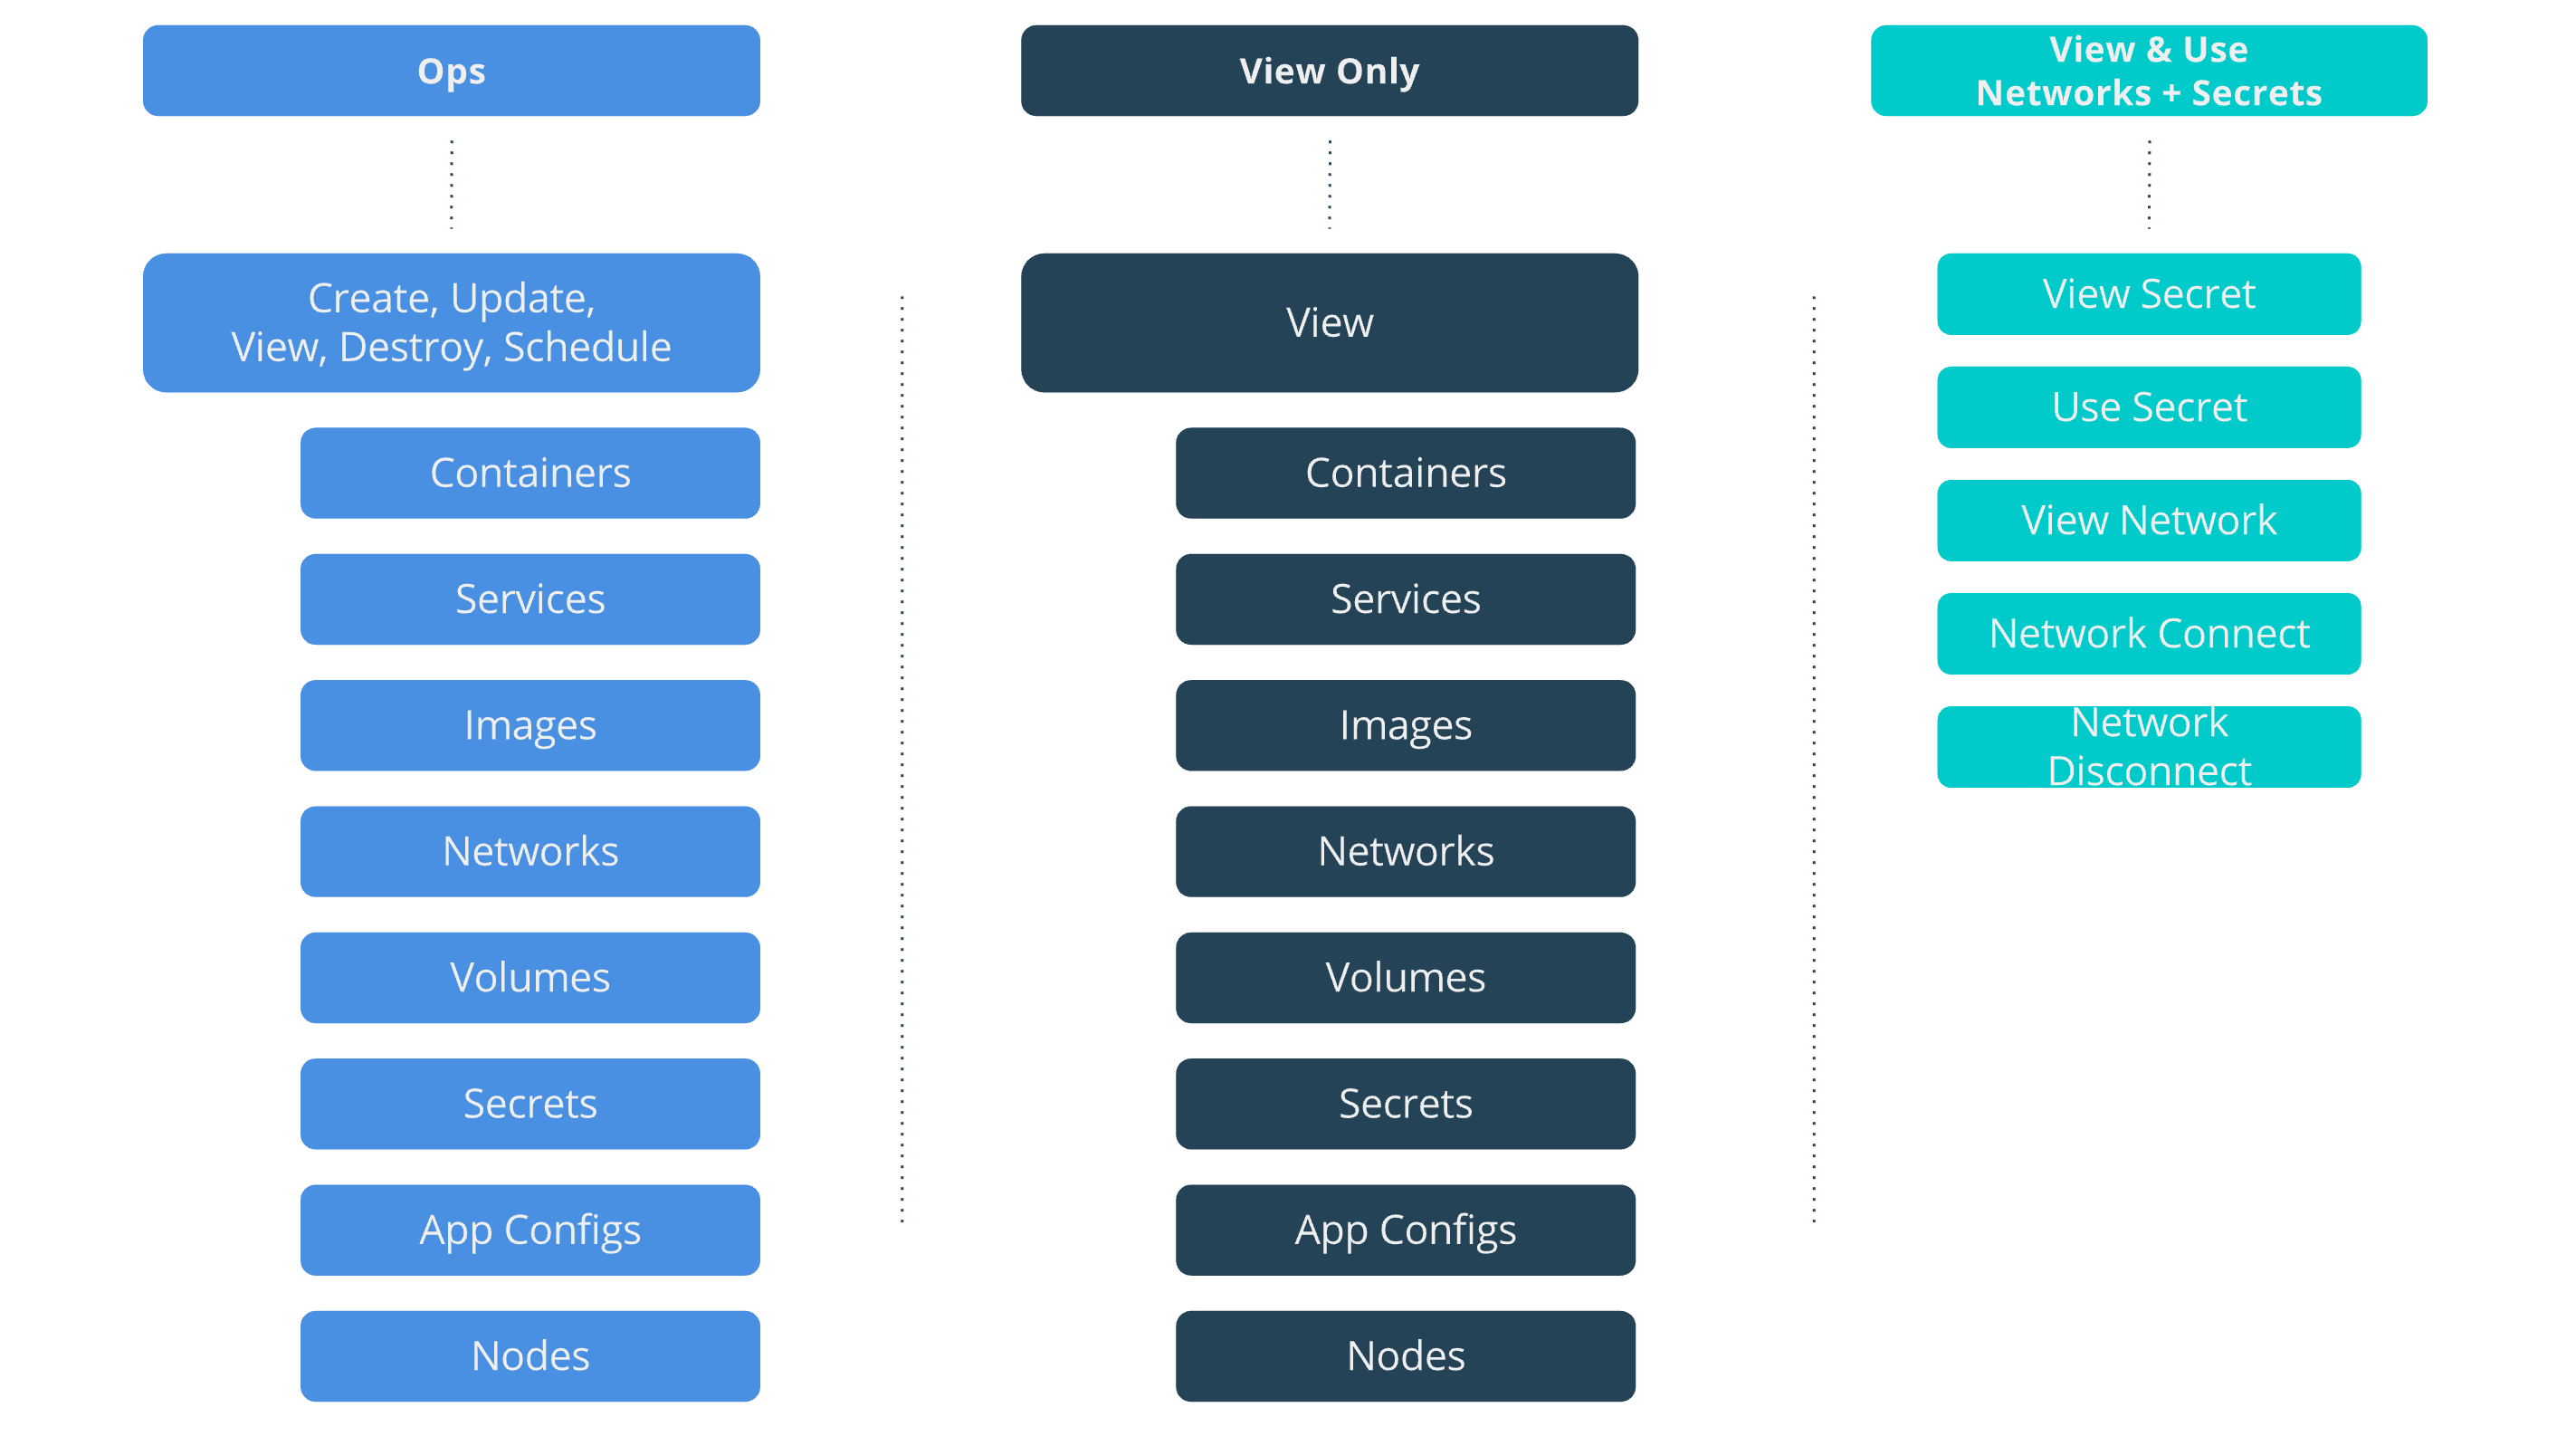 Ops
Create, Update,
View, Destroy, Schedule
Containers
Services
Images
Networks
Volumes
Secrets
App Configs
Nodes
View Only
View
Containers
Services
Images
Networks
Volumes
Secrets
App Configs
Nodes
View & Use
Networks + Secrets
View Secret
Use Secret
View Network
Network Connect
Network
Disconnect